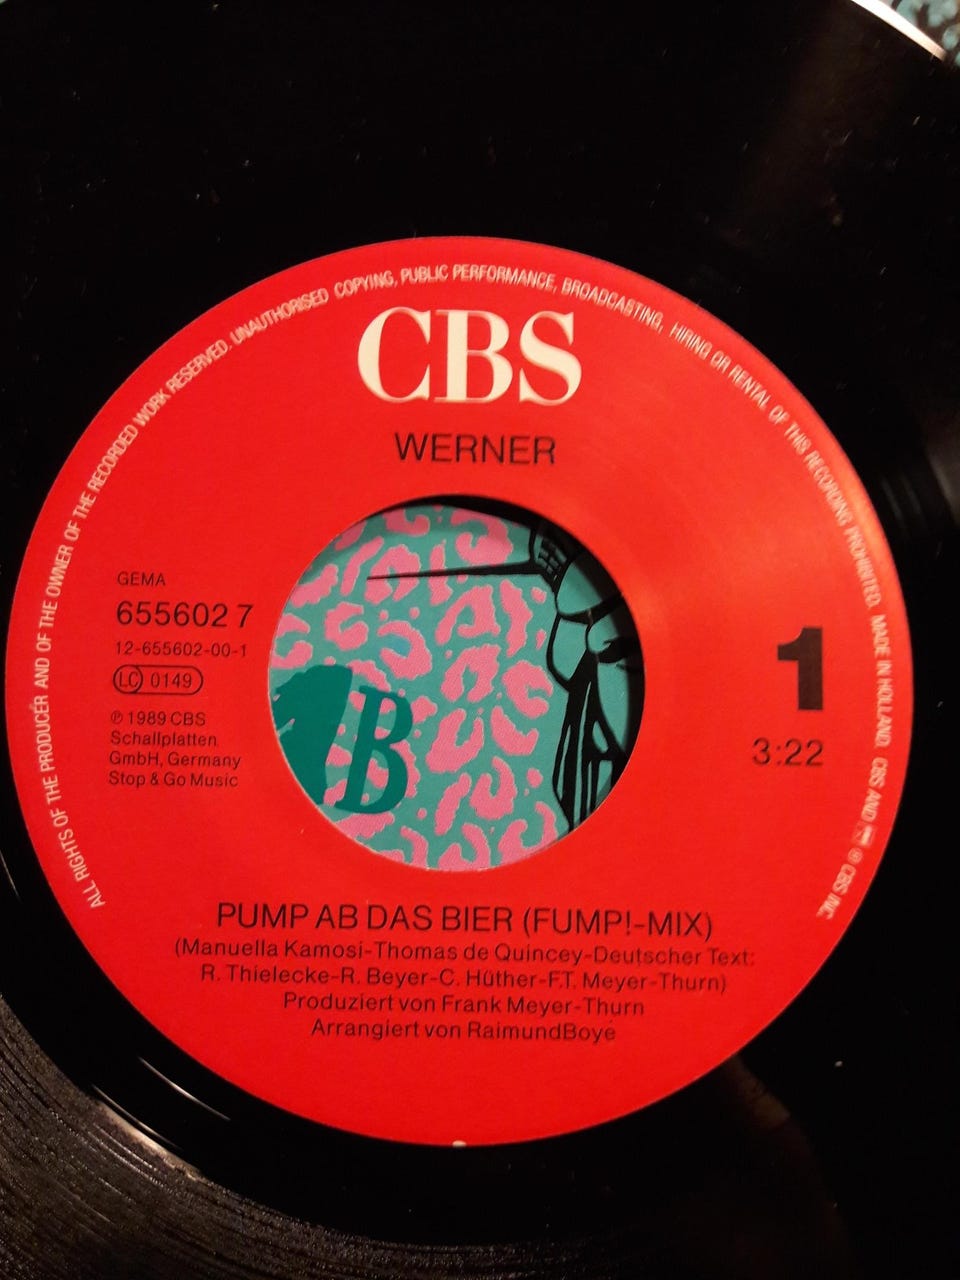 ALL RIGHTS OF THE PRODUCER AND OF THE OWNER OF THE RECORDED WORK RESERVED. UNAUTHORISED COPYING, PUBLIC PERFORMANCE, BROADCASTING, HIRING OR RENTAL OF THIS RECORDING PROHIBITED. MADE IN HOLLAND. CBS AND ® CBS INC.
CBS
WERNER
GEMA
655602 7
12-655602-00-1
LC 0149
℗ 1989 CBS
Schallplatten
GmbH, Germany
Stop & Go Music
1
3:22
B
PUMP AB DAS BIER (FUMP!-MIX)
(Manuella Kamosi-Thomas de Quincey-Deutscher Text:
R. Thielecke-R. Beyer-C. Hüther-F.T. Meyer-Thurn)
Produziert von Frank Meyer-Thurn
Arrangiert von RaimundBoye